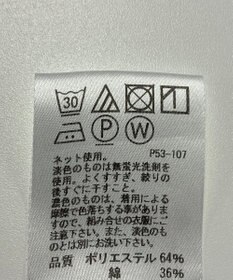 30
P W
P53-107
ネット使用。
淡色のものは無蛍光洗剤を
使用。よくすすぎ、絞りの
後すぐに干すこと。
濃色のものは、着用による
摩擦で色落ちする事がありま
すので、組み合せの衣服にご
注意下さい。また、淡色のも
のとは別にお洗い下さい。
品質 ポリエステル 64%
綿 36%